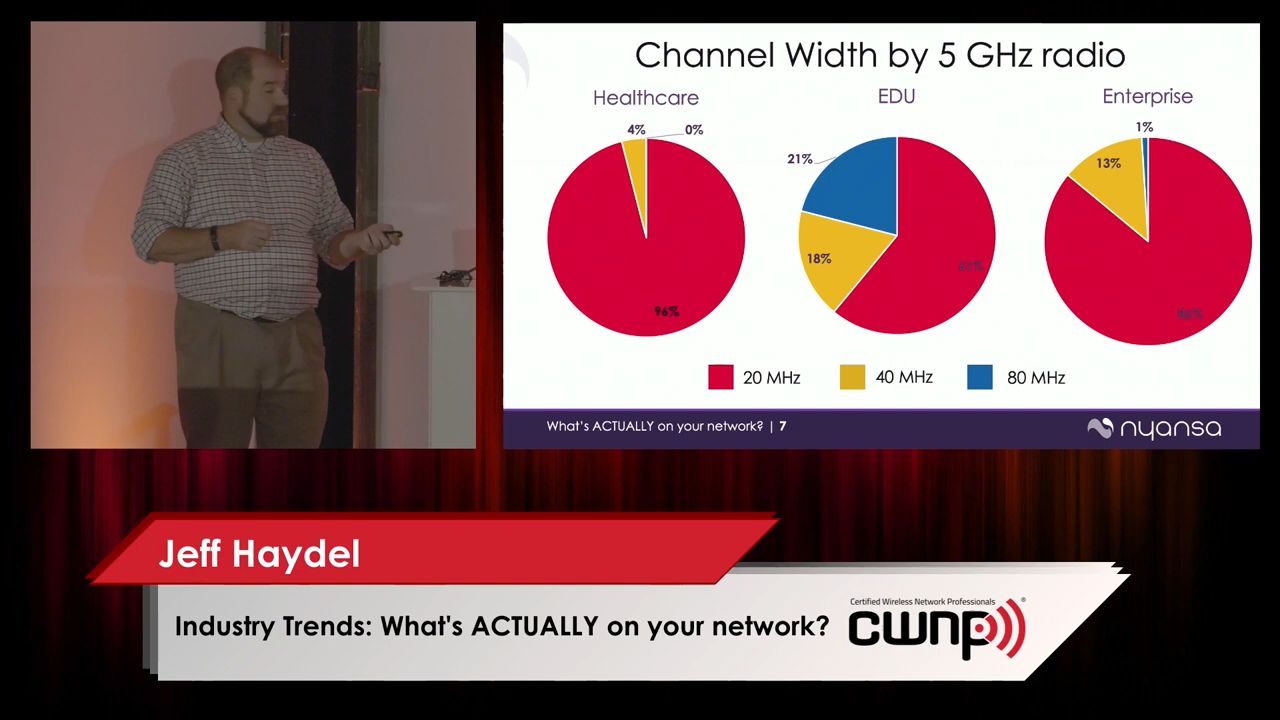 Channel Width by 5 GHz radio
Healthcare
EDU
Enterprise
4%
0%
96%
21%
18%
61%
1%
13%
86%
20 MHz
40 MHz
80 MHz
What's ACTUALLY on your network? | 7
nyansa
Jeff Haydel
Industry Trends: What's ACTUALLY on your network?
Certified Wireless Network Professionals
cwnp
®